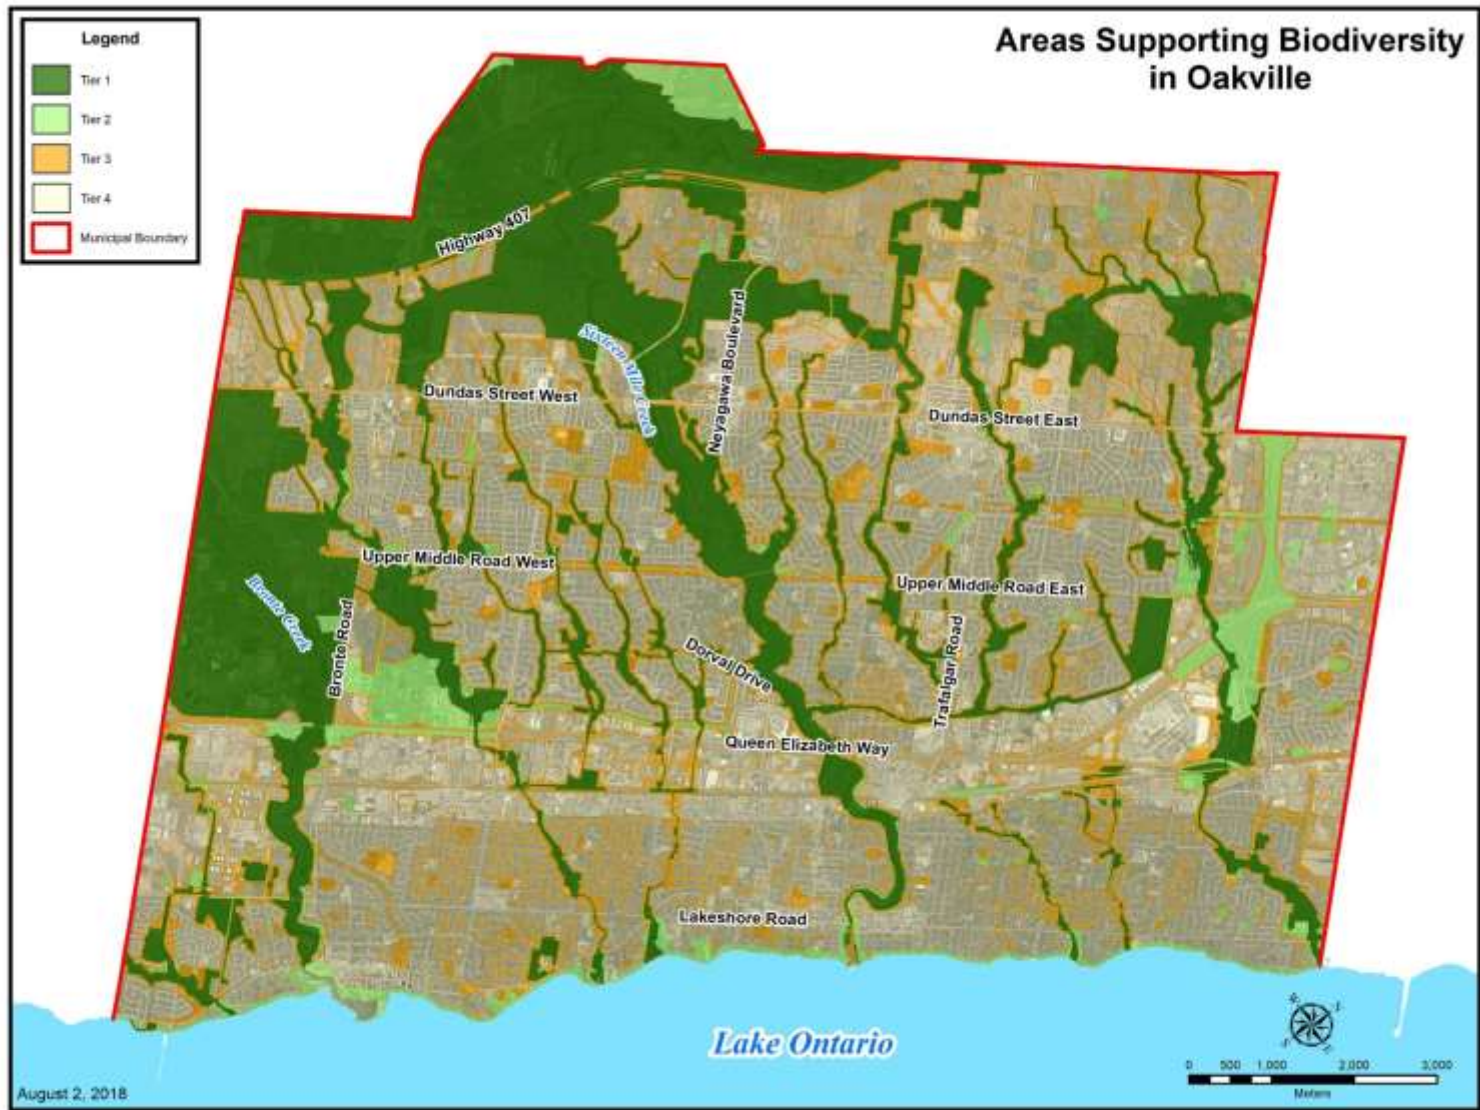 Legend
Tier 1
Tier 2
Tier 3
Tier 4
Municipal Boundary
Areas Supporting Biodiversity
in Oakville
Highway 407
Sixteen Mile Creek
Neyagawa Boulevard
Dundas Street West
Dundas Street East
Upper Middle Road West
Upper Middle Road East
Bronte Creek
Bronte Road
Dorval Drive
Trafalgar Road
Queen Elizabeth Way
Lakeshore Road
Lake Ontario
0 500 1,000 2,000 3,000
Meters
August 2, 2018